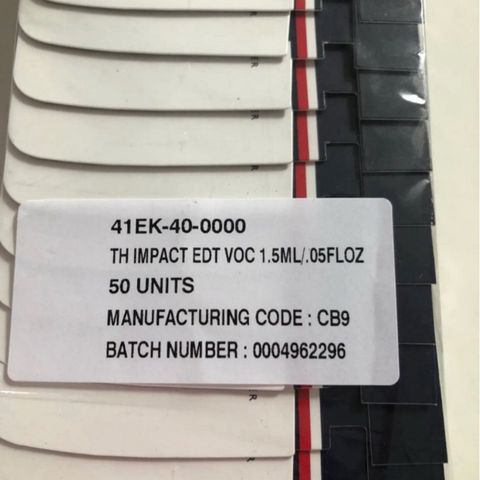 41EK-40-0000
TH IMPACT EDT VOC 1.5ML/.05FLOZ
50 UNITS
MANUFACTURING CODE : CB9
BATCH NUMBER : 0004962296